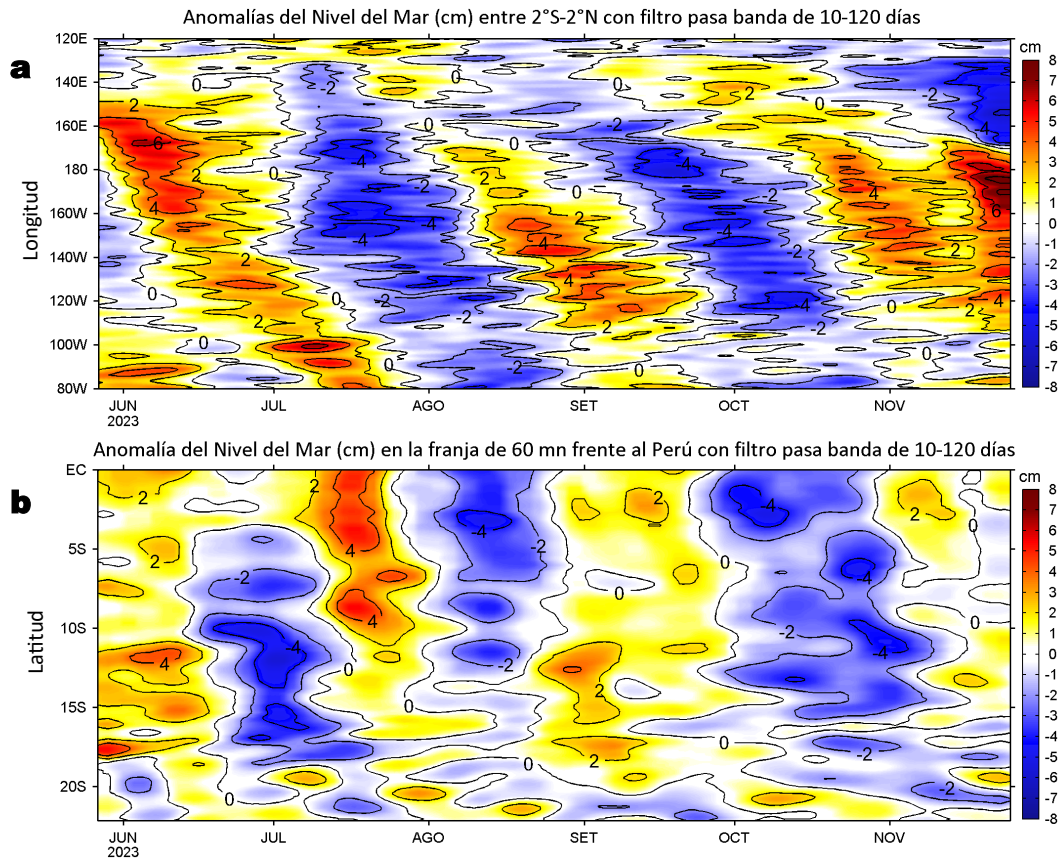 Anomalías del Nivel del Mar (cm) entre 2°S-2°N con filtro pasa banda de 10-120 días
a
Longitud
120E
140E
160E
180
160W
140W
120W
100W
80W
JUN
2023
JUL
AGO
SET
OCT
NOV
cm
8
7
6
5
4
3
2
1
0
-1
-2
-3
-4
-5
-6
-7
-8
Anomalía del Nivel del Mar (cm) en la franja de 60 mn frente al Perú con filtro pasa banda de 10-120 días
b
Latitud
EC
5S
10S
15S
20S
JUN
2023
JUL
AGO
SET
OCT
NOV
cm
8
7
6
5
4
3
2
1
0
-1
-2
-3
-4
-5
-6
-7
-8